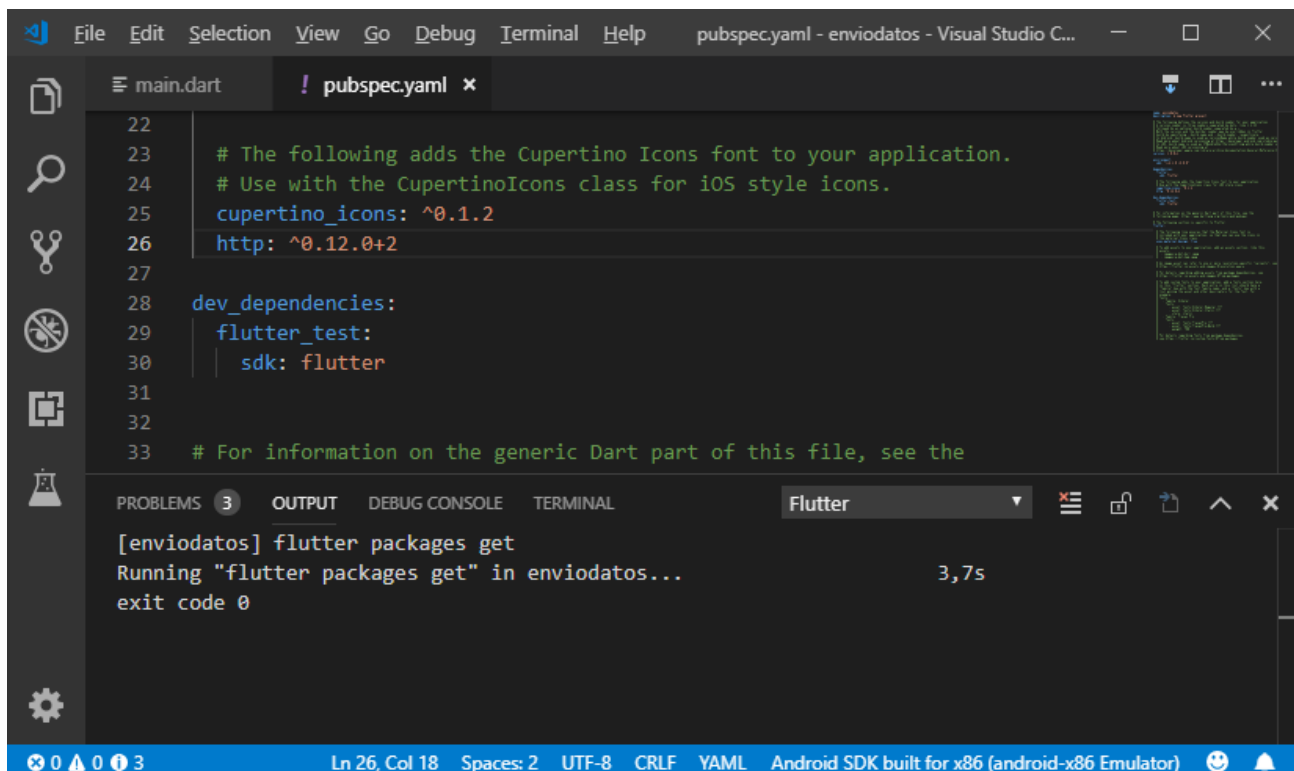 File Edit Selection View Go Debug Terminal Help pubspec.yaml - enviodatos - Visual Studio C...
main.dart ! pubspec.yaml
22
23 # The following adds the Cupertino Icons font to your application.
24 # Use with the CupertinoIcons class for iOS style icons.
25 cupertino_icons: ^0.1.2
26 http: ^0.12.0+2
27
28 dev_dependencies:
29 flutter_test:
30 sdk: flutter
31
32
33 # For information on the generic Dart part of this file, see the
PROBLEMS 3 OUTPUT DEBUG CONSOLE TERMINAL Flutter
[enviodatos] flutter packages get
Running "flutter packages get" in enviodatos... 3,7s
exit code 0
0 0 3 Ln 26, Col 18 Spaces: 2 UTF-8 CRLF YAML Android SDK built for x86 (android-x86 Emulator)